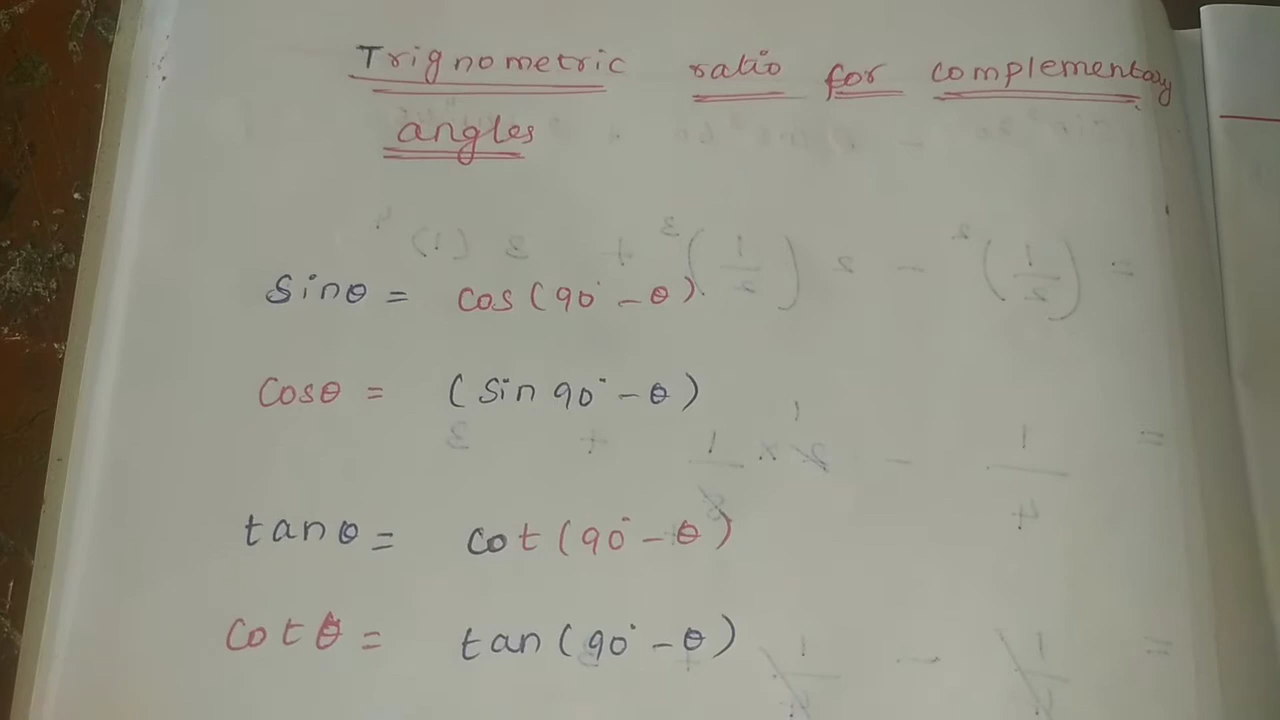 Trignometric ratio for complementary
angles
Sinθ = cos(90° - θ).
Cosθ = (Sin 90° - θ)
tanθ = cot(90° - θ)
Cotθ = tan(90° - θ)